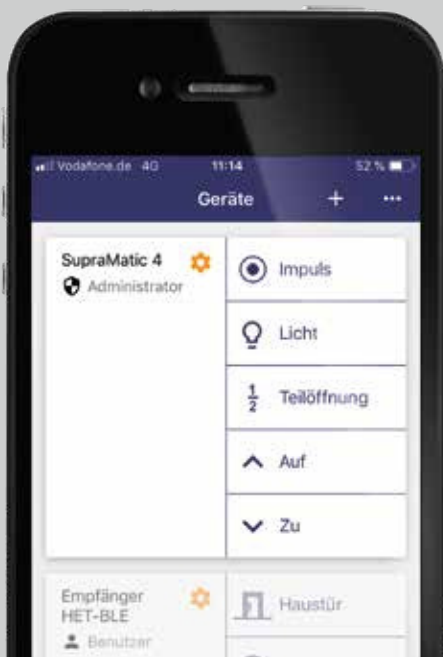 Vodafone.de 4G 11:14 52 %
Geräte + •••
SupraMatic 4
Administrator
Impuls
Licht
1/2 Teilöffnung
Auf
Zu
Empfänger
HET-BLE
Benutzer
Haustür